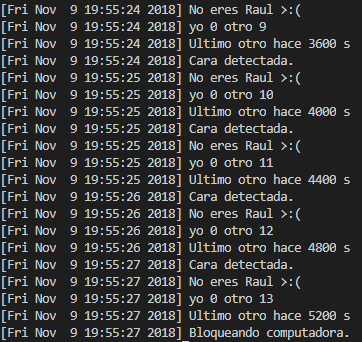 [Fri Nov  9 19:55:24 2018] No eres Raul >:(
[Fri Nov  9 19:55:24 2018] yo 0 otro 9
[Fri Nov  9 19:55:24 2018] Ultimo otro hace 3600 s
[Fri Nov  9 19:55:24 2018] Cara detectada.
[Fri Nov  9 19:55:25 2018] No eres Raul >:(
[Fri Nov  9 19:55:25 2018] yo 0 otro 10
[Fri Nov  9 19:55:25 2018] Ultimo otro hace 4000 s
[Fri Nov  9 19:55:25 2018] Cara detectada.
[Fri Nov  9 19:55:25 2018] No eres Raul >:(
[Fri Nov  9 19:55:25 2018] yo 0 otro 11
[Fri Nov  9 19:55:25 2018] Ultimo otro hace 4400 s
[Fri Nov  9 19:55:26 2018] Cara detectada.
[Fri Nov  9 19:55:26 2018] No eres Raul >:(
[Fri Nov  9 19:55:26 2018] yo 0 otro 12
[Fri Nov  9 19:55:26 2018] Ultimo otro hace 4800 s
[Fri Nov  9 19:55:27 2018] Cara detectada.
[Fri Nov  9 19:55:27 2018] No eres Raul >:(
[Fri Nov  9 19:55:27 2018] yo 0 otro 13
[Fri Nov  9 19:55:27 2018] Ultimo otro hace 5200 s
[Fri Nov  9 19:55:27 2018] Bloqueando computadora.